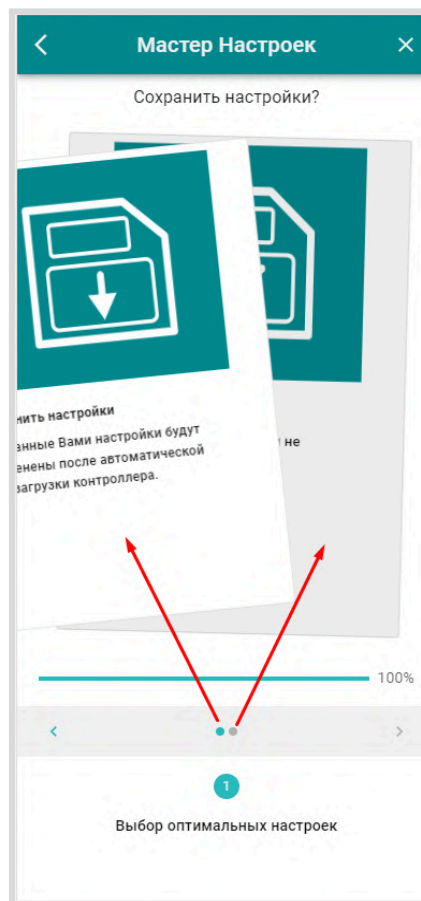 Мастер Настроек
Сохранить настройки?
нить настройки
анные Вами настройки будут
енены после автоматической
загрузки контроллера.
не
100%
1
Выбор оптимальных настроек